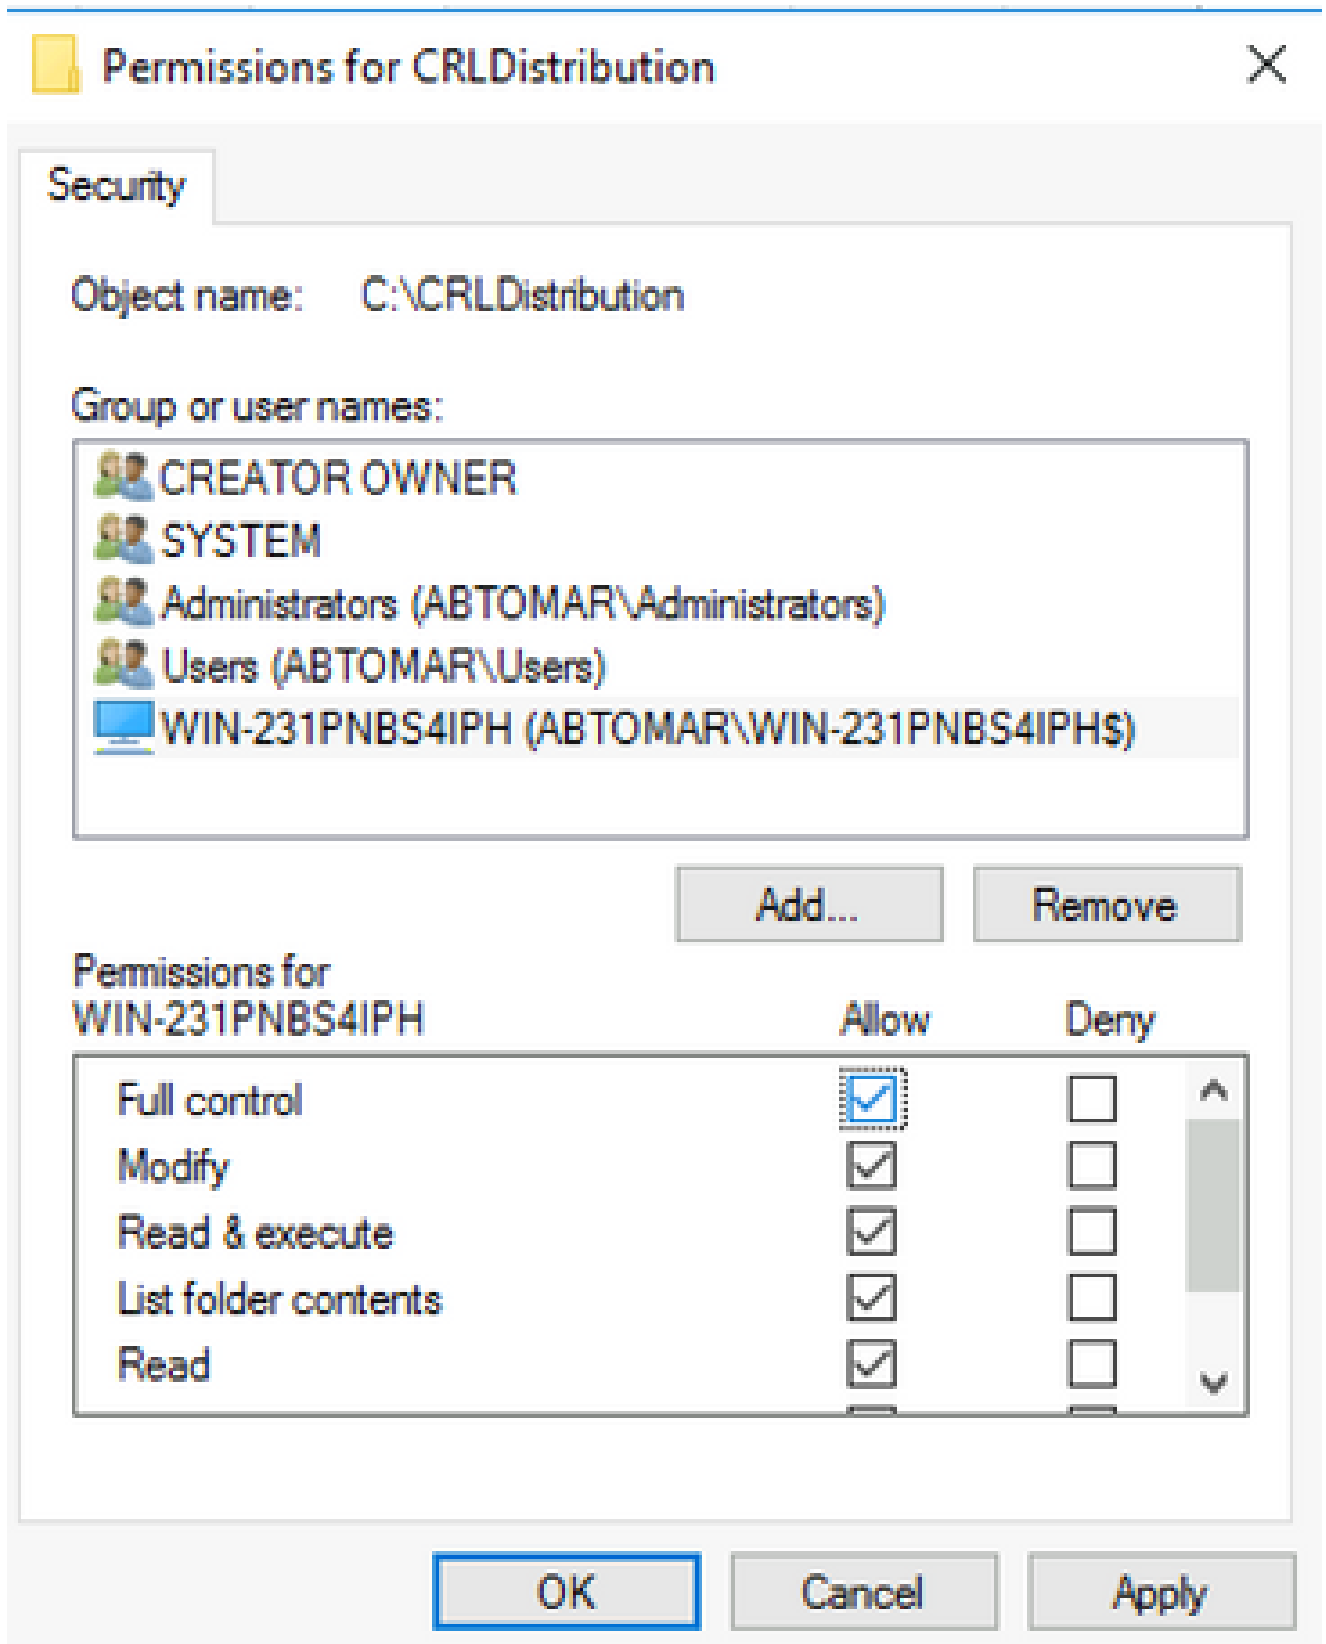 Permissions for CRLDistribution
Security
Object name: C:\CRLDistribution
Group or user names:
CREATOR OWNER
SYSTEM
Administrators (ABTOMAR\Administrators)
Users (ABTOMAR\Users)
WIN-231PNBS4IPH (ABTOMAR\WIN-231PNBS4IPH$)
Add... Remove
Permissions for
WIN-231PNBS4IPH Allow Deny
Full control
Modify
Read & execute
List folder contents
Read
OK Cancel Apply